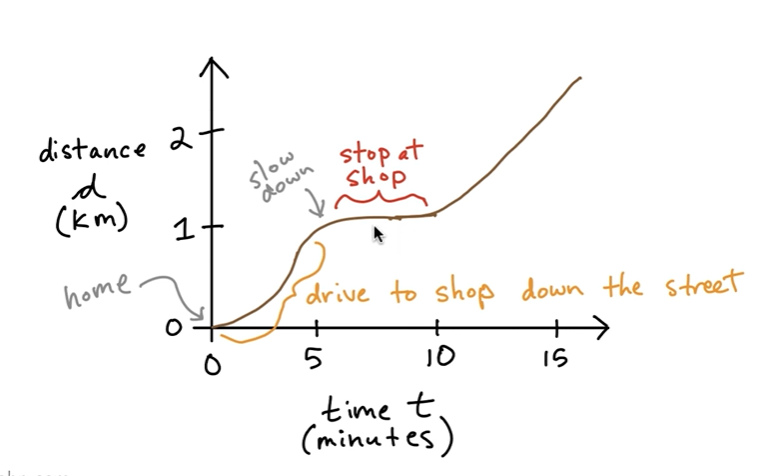 distance
d
(km)
2
1
0
slow
down
stop at
shop
home
drive to shop down the street
0
5
10
15
time t
(minutes)